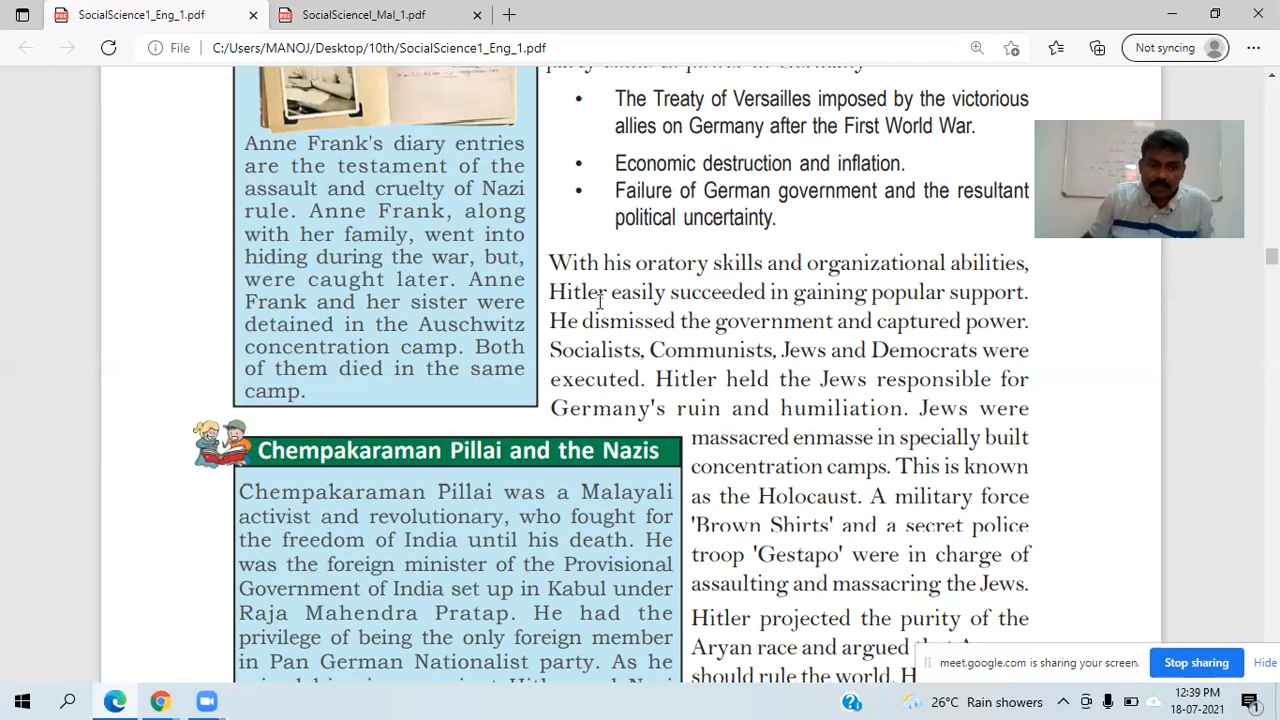 SocialScience1_Eng_1.pdf
SocialScienceI_Mal_1.pdf
File
C:/Users/MANOJ/Desktop/10th/SocialScience1_Eng_1.pdf
Not syncing
• The Treaty of Versailles imposed by the victorious
allies on Germany after the First World War.
• Economic destruction and inflation.
• Failure of German government and the resultant
political uncertainty.
Anne Frank's diary entries
are the testament of the
assault and cruelty of Nazi
rule. Anne Frank, along
with her family, went into
hiding during the war, but,
were caught later. Anne
Frank and her sister were
detained in the Auschwitz
concentration camp. Both
of them died in the same
camp.
With his oratory skills and organizational abilities,
Hitler easily succeeded in gaining popular support.
He dismissed the government and captured power.
Socialists, Communists, Jews and Democrats were
executed. Hitler held the Jews responsible for
Germany's ruin and humiliation. Jews were
massacred enmasse in specially built
concentration camps. This is known
as the Holocaust. A military force
'Brown Shirts' and a secret police
troop 'Gestapo' were in charge of
assaulting and massacring the Jews.
Hitler projected the purity of the
Aryan race and argued that
should rule the world. H
Chempakaraman Pillai and the Nazis
Chempakaraman Pillai was a Malayali
activist and revolutionary, who fought for
the freedom of India until his death. He
was the foreign minister of the Provisional
Government of India set up in Kabul under
Raja Mahendra Pratap. He had the
privilege of being the only foreign member
in Pan German Nationalist party. As he
meet.google.com is sharing your screen.
Stop sharing
Hide
26°C Rain showers
12:39 PM
18-07-2021